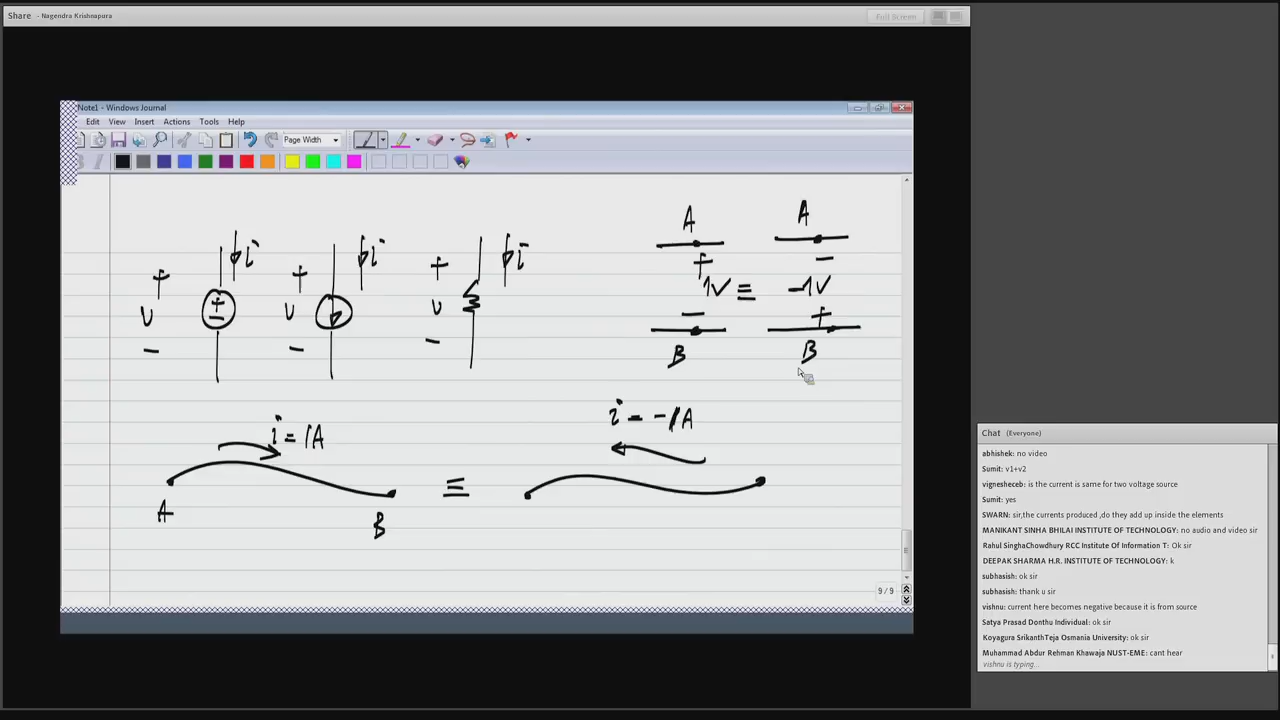 Share - Nagendra Krishnapura
Full Screen
Note1 - Windows Journal
Edit View Insert Actions Tools Help
Page Width
+ v - + - i
+ v - i
+ v - i
A + 1V - B ≡ A - -1V + B
i = 1A
A B
≡
i = -1A
9 / 9
Chat (Everyone)
abhishek: no video
Sumit: v1+v2
vignesheceb: is the current is same for two voltage source
Sumit: yes
SWARN: sir,the currents produced ,do they add up inside the elements
MANIKANT SINHA BHILAI INSTITUTE OF TECHNOLOGY: no audio and video sir
Rahul SinghaChowdhury RCC Institute Of Information T: Ok sir
DEEPAK SHARMA H.R. INSTITUTE OF TECHNOLOGY: k
subhasish: ok sir
subhasish: thank u sir
vishnu: current here becomes negative because it is from source
Satya Prasad Donthu Individual: ok sir
Koyagura SrikanthTeja Osmania University: ok sir
Muhammad Abdur Rehman Khawaja NUST-EME: cant hear
vishnu is typing...